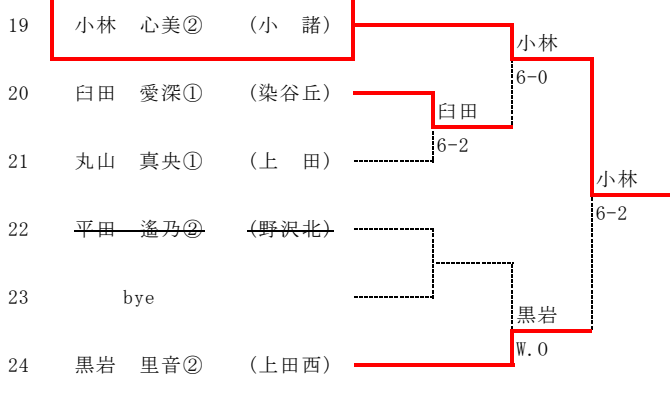 19 小林 心美② (小 諸)
小林
6-0
20 臼田 愛深① (染谷丘)
臼田
6-2
21 丸山 真央① (上 田)
小林
6-2
22 平田 遙乃② (野沢北)
23 bye
黒岩
W.O
24 黒岩 里音② (上田西)